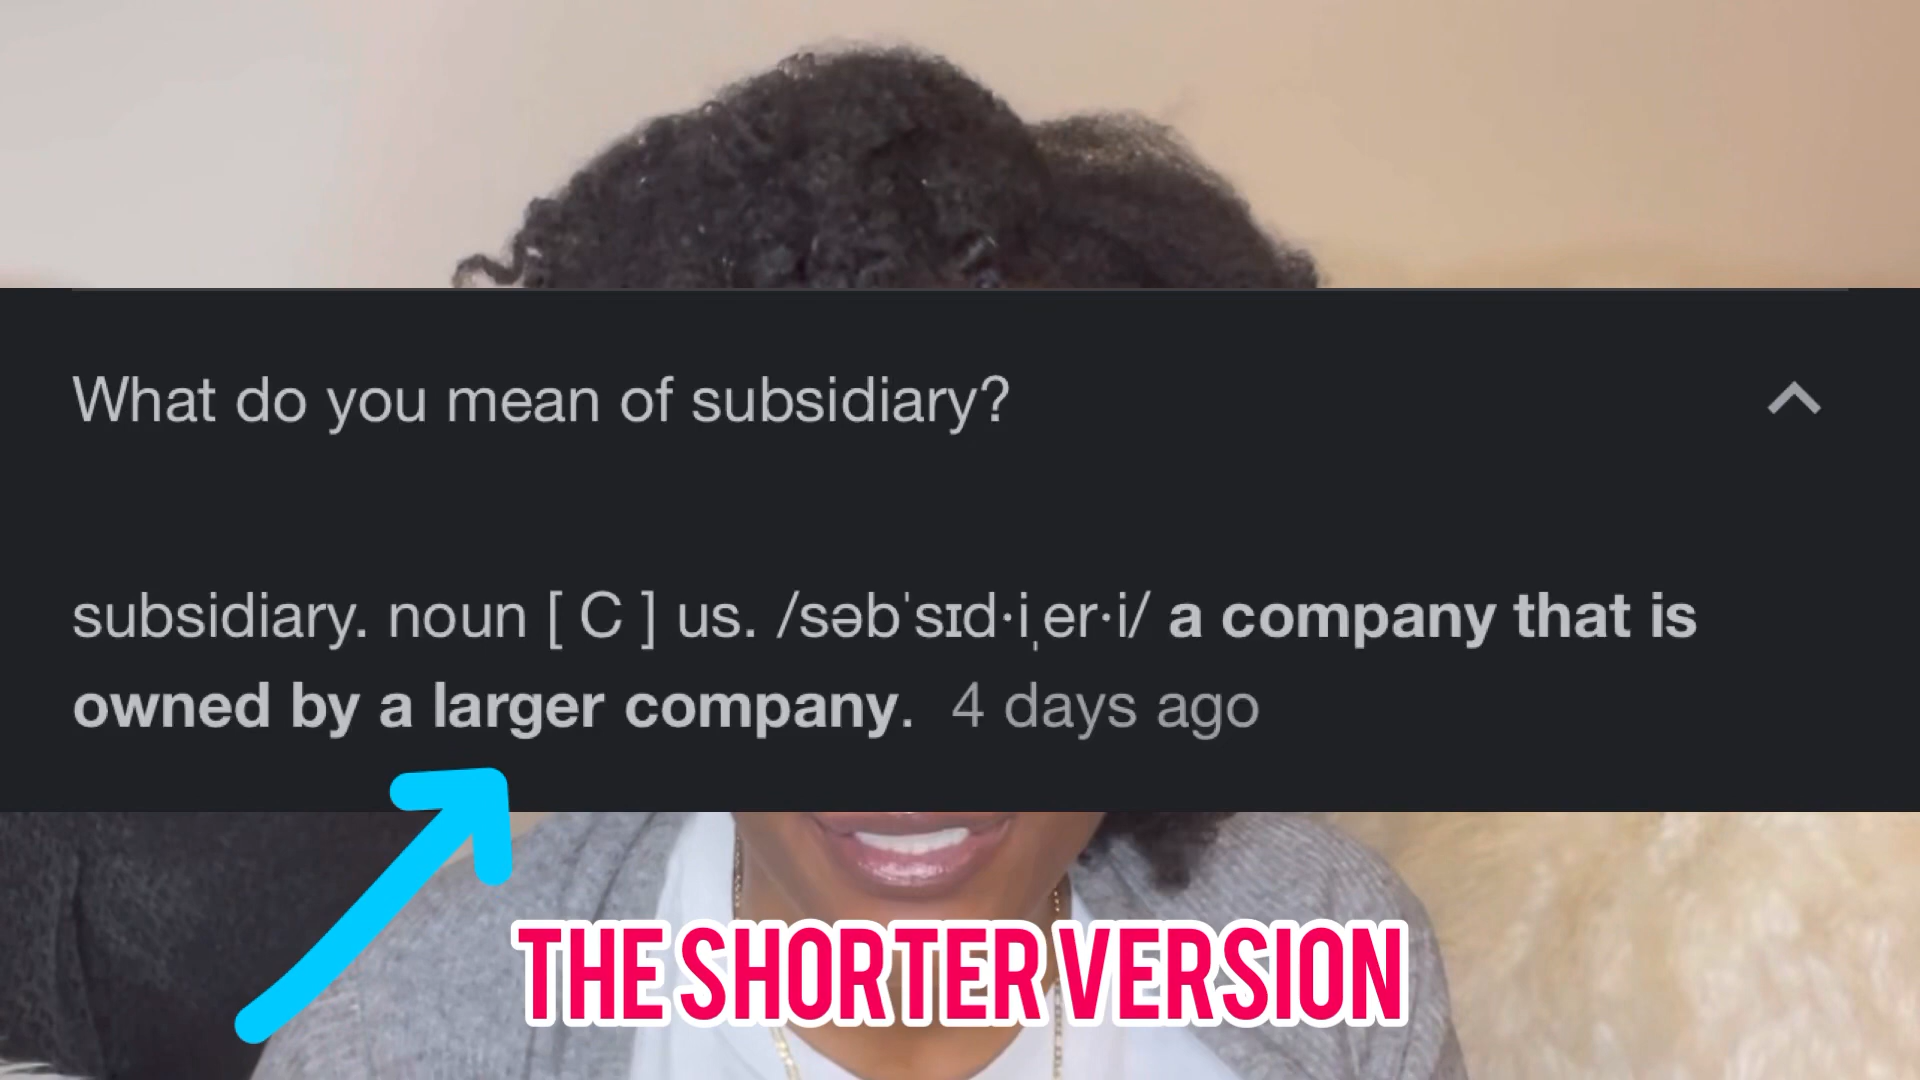 What do you mean of subsidiary?
subsidiary. noun [ C ] us. /səbˈsɪd·iˌer·i/ a company that is
owned by a larger company. 4 days ago
THE SHORTER VERSION